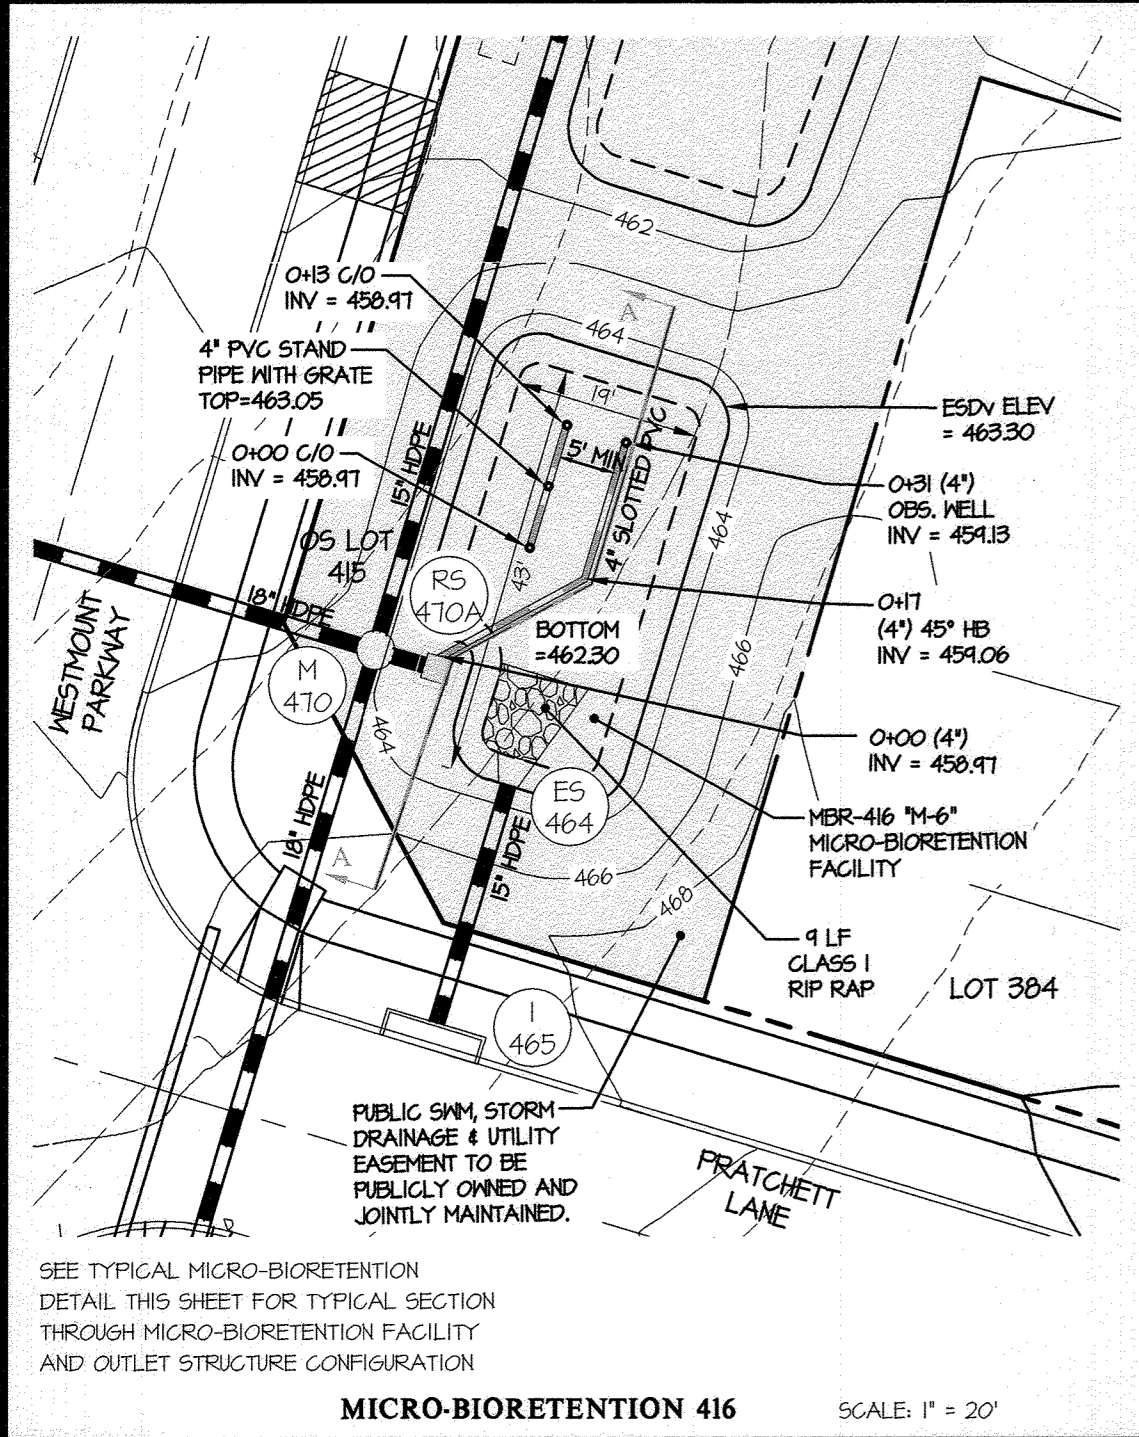 462
0+13 C/O
INV = 458.97
A
464
4" PVC STAND
PIPE WITH GRATE
TOP=463.05
19'
ESDv ELEV
= 463.30
15" HDPE
5' MIN
4" SLOTTED PVC
0+00 C/O
INV = 458.97
0+31 (4")
OBS. WELL
INV = 459.13
464
OS LOT
415
43'
RS
470A
18" HDPE
0+17
(4") 45° HB
INV = 459.06
BOTTOM
=462.30
WESTMOUNT
PARKWAY
466
M
470
464
0+00 (4")
INV = 458.97
ES
464
18" HDPE
15" HDPE
MBR-416 "M-6"
MICRO-BIORETENTION
FACILITY
A
466
468
9 LF
CLASS I
RIP RAP
LOT 384
I
465
PUBLIC SWM, STORM
DRAINAGE & UTILITY
EASEMENT TO BE
PUBLICLY OWNED AND
JOINTLY MAINTAINED.
PRATCHETT
LANE
SEE TYPICAL MICRO-BIORETENTION
DETAIL THIS SHEET FOR TYPICAL SECTION
THROUGH MICRO-BIORETENTION FACILITY
AND OUTLET STRUCTURE CONFIGURATION
MICRO-BIORETENTION 416
SCALE: 1" = 20'